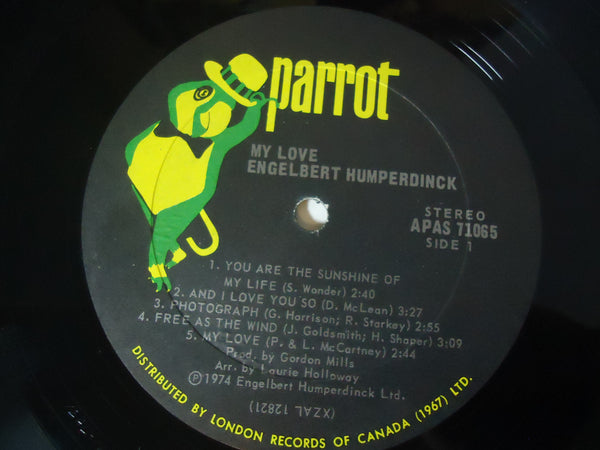 parrot
MY LOVE
ENGELBERT HUMPERDINCK
STEREO
APAS 71065
SIDE 1
1. YOU ARE THE SUNSHINE OF
MY LIFE (S. Wonder) 2:40
2. AND I LOVE YOU SO (D. McLean) 3:27
3. PHOTOGRAPH (G. Harrison; R. Starkey) 2:55
4. FREE AS THE WIND (J. Goldsmith; H. Shaper) 3:09
5. MY LOVE (P. & L. McCartney) 2:44
Prod. by Gordon Mills
Arr. by Laurie Holloway
Ⓟ1974 Engelbert Humperdinck Ltd.
(XZAL 12821)
DISTRIBUTED BY LONDON RECORDS OF CANADA (1967) LTD.